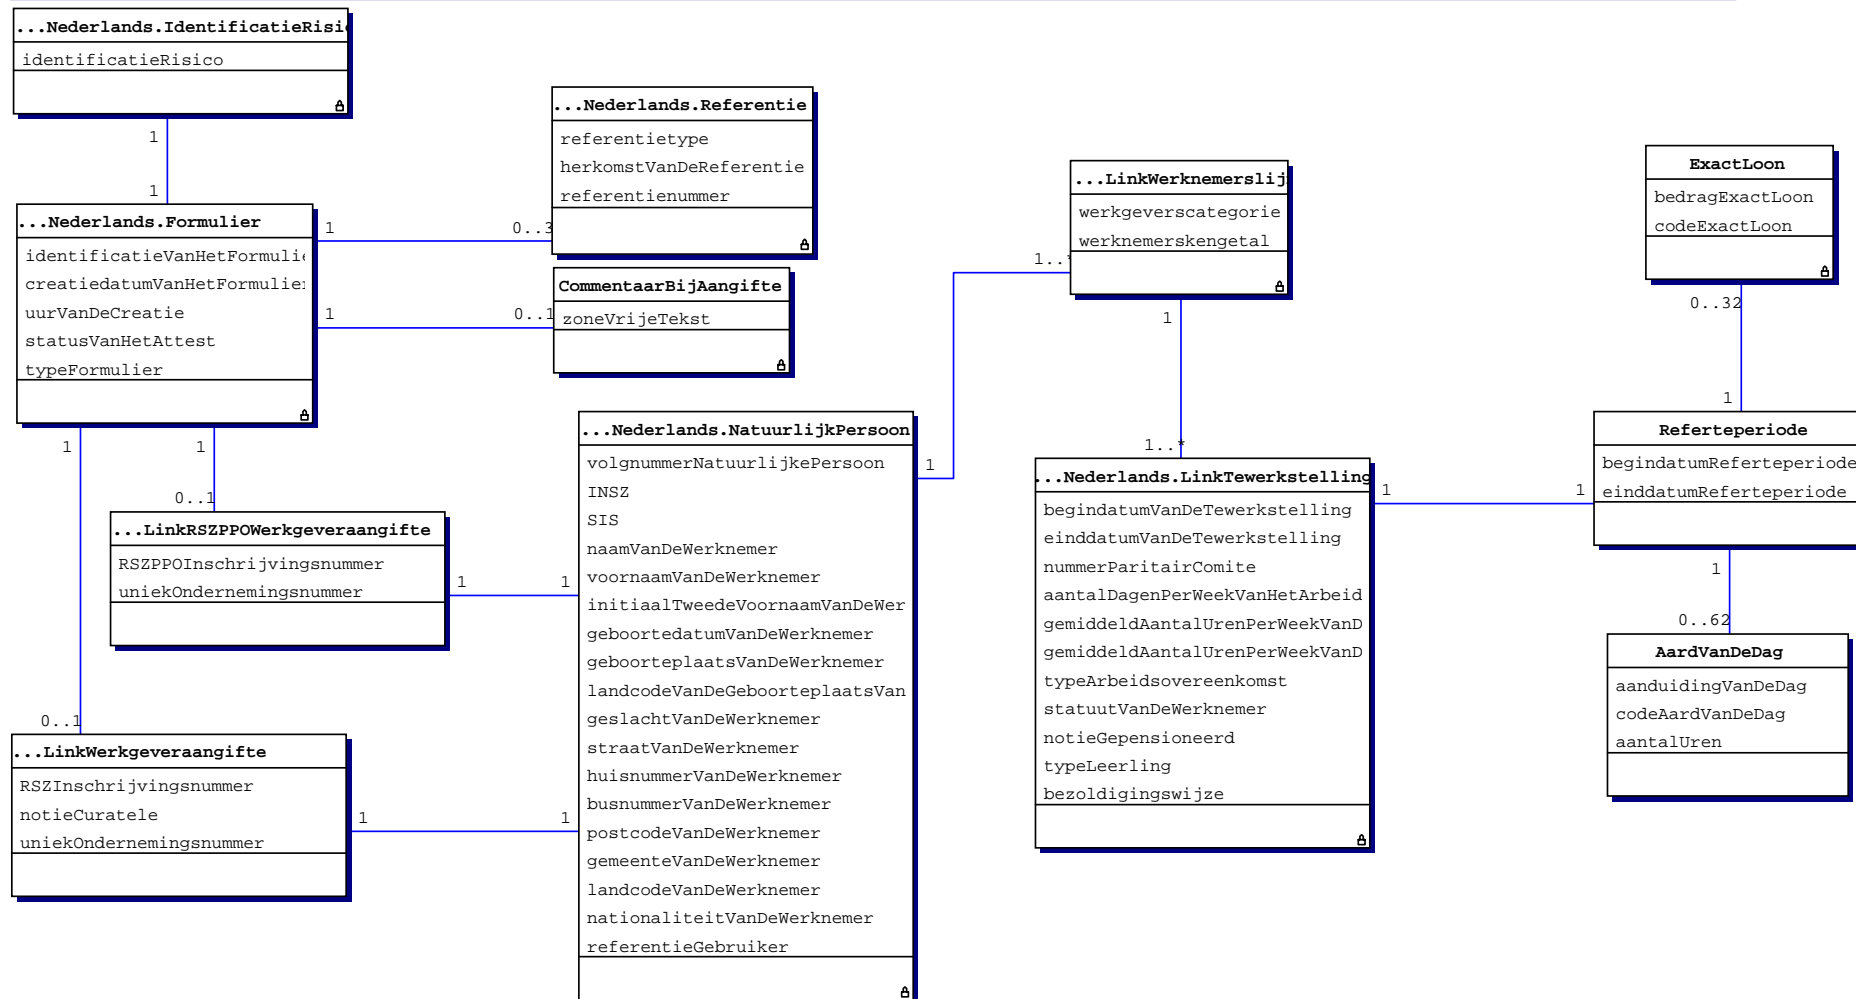 ...Nederlands.IdentificatieRisi
identificatieRisico
1
1
...Nederlands.Formulier
identificatieVanHetFormulie
creatiedatumVanHetFormulier
uurVanDeCreatie
statusVanHetAttest
typeFormulier
1
0..3
1
0..1
1
1
0..1
0..1
...Nederlands.Referentie
referentietype
herkomstVanDeReferentie
referentienummer
CommentaarBijAangifte
zoneVrijeTekst
...LinkRSZPPOWerkgeveraangifte
RSZPPOInschrijvingsnummer
uniekOndernemingsnummer
1
1
...LinkWerkgeveraangifte
RSZInschrijvingsnummer
notieCuratele
uniekOndernemingsnummer
1
1
...Nederlands.NatuurlijkPersoon
volgnummerNatuurlijkePersoon
INSZ
SIS
naamVanDeWerknemer
voornaamVanDeWerknemer
initiaalTweedeVoornaamVanDeWer
geboortedatumVanDeWerknemer
geboorteplaatsVanDeWerknemer
landcodeVanDeGeboorteplaatsVan
geslachtVanDeWerknemer
straatVanDeWerknemer
huisnummerVanDeWerknemer
busnummerVanDeWerknemer
postcodeVanDeWerknemer
gemeenteVanDeWerknemer
landcodeVanDeWerknemer
nationaliteitVanDeWerknemer
referentieGebruiker
1
1..*
...LinkWerknemerslij
werkgeverscategorie
werknemerskengetal
1
1..*
...Nederlands.LinkTewerkstelling
begindatumVanDeTewerkstelling
einddatumVanDeTewerkstelling
nummerParitairComite
aantalDagenPerWeekVanHetArbeid
gemiddeldAantalUrenPerWeekVanD
gemiddeldAantalUrenPerWeekVanD
typeArbeidsovereenkomst
statuutVanDeWerknemer
notieGepensioneerd
typeLeerling
bezoldigingswijze
1
1
ExactLoon
bedragExactLoon
codeExactLoon
0..32
1
Referteperiode
begindatumReferteperiode
einddatumReferteperiode
1
0..62
AardVanDeDag
aanduidingVanDeDag
codeAardVanDeDag
aantalUren